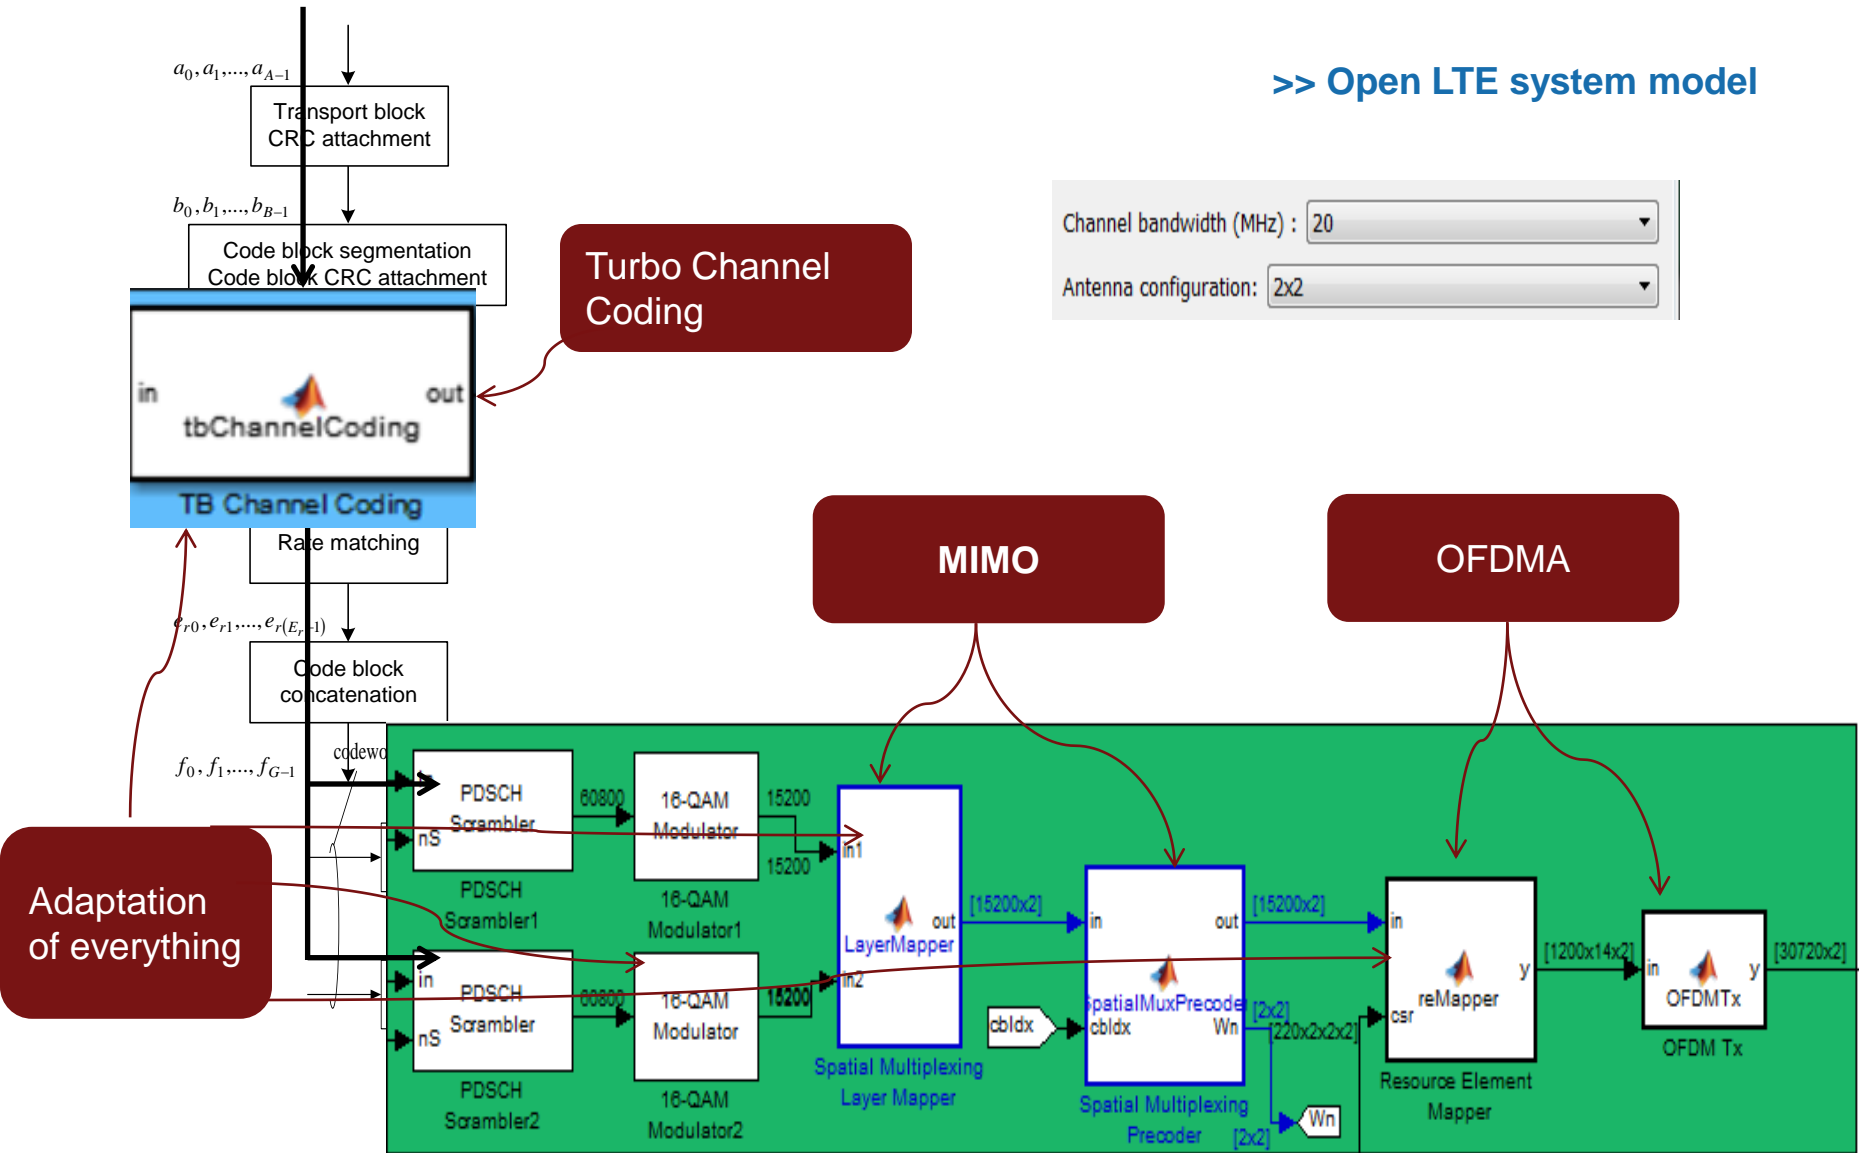 a0, a1,..., aA−1
Transport block
CRC attachment
b0, b1,..., bB−1
Code block segmentation
Code block CRC attachment
>> Open LTE system model
Channel bandwidth (MHz) : 20
Antenna configuration: 2x2
Turbo Channel
Coding
in
out
tbChannelCoding
TB Channel Coding
Rate matching
er0, er1,..., er(Er−1)
Code block
concatenation
MIMO
OFDMA
f0, f1,..., fG−1
codewo
Adaptation
of everything
PDSCH
Scrambler
nS
PDSCH
Scrambler1
60800
16-QAM
Modulator
16-QAM
Modulator1
15200
15200
in
PDSCH
Scrambler
nS
PDSCH
Scrambler2
60800
16-QAM
Modulator
16-QAM
Modulator2
15200
in1
out
LayerMapper
in2
Spatial Multiplexing
Layer Mapper
[15200x2]
cbIdx
in
out
SpatialMuxPrecoder
cbIdx
Wn
Spatial Multiplexing
Precoder
[15200x2]
[2x2]
[220x2x2x2]
[2x2]
Wn
in
reMapper
y
csr
Resource Element
Mapper
[1200x14x2]
in
y
OFDMTx
OFDM Tx
[30720x2]